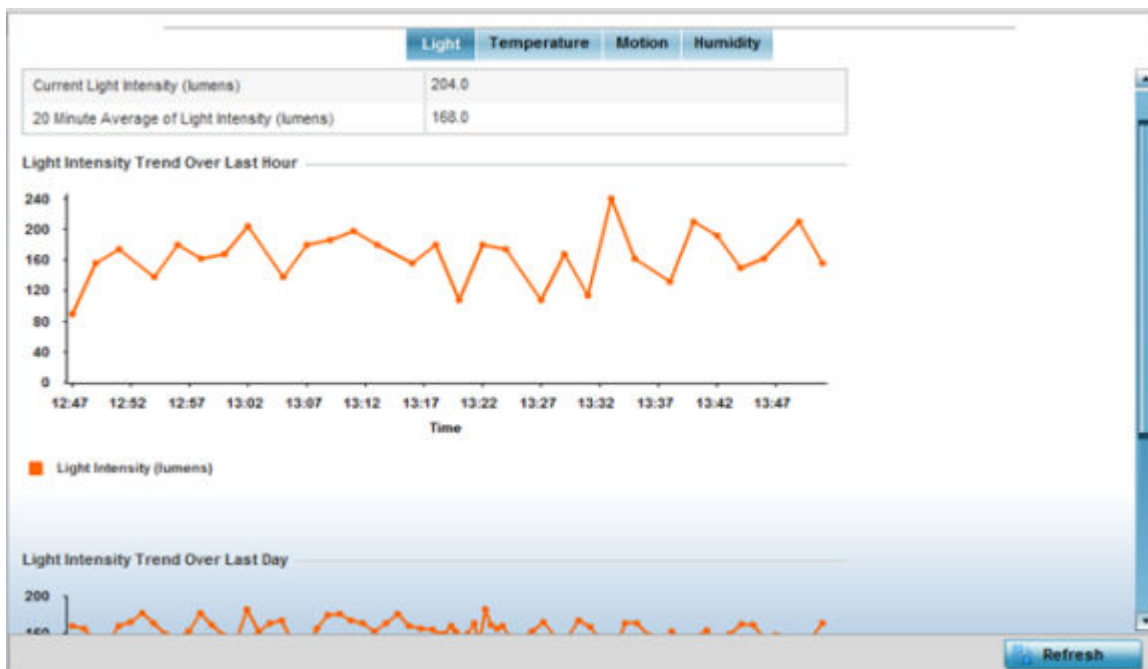 Light Temperature Motion Humidity
Current Light Intensity (lumens) 204.0
20 Minute Average of Light Intensity (lumens) 168.0
Light Intensity Trend Over Last Hour
240
200
160
120
80
40
0
12:47 12:52 12:57 13:02 13:07 13:12 13:17 13:22 13:27 13:32 13:37 13:42 13:47
Time
Light Intensity (lumens)
Light Intensity Trend Over Last Day
200
160
Refresh